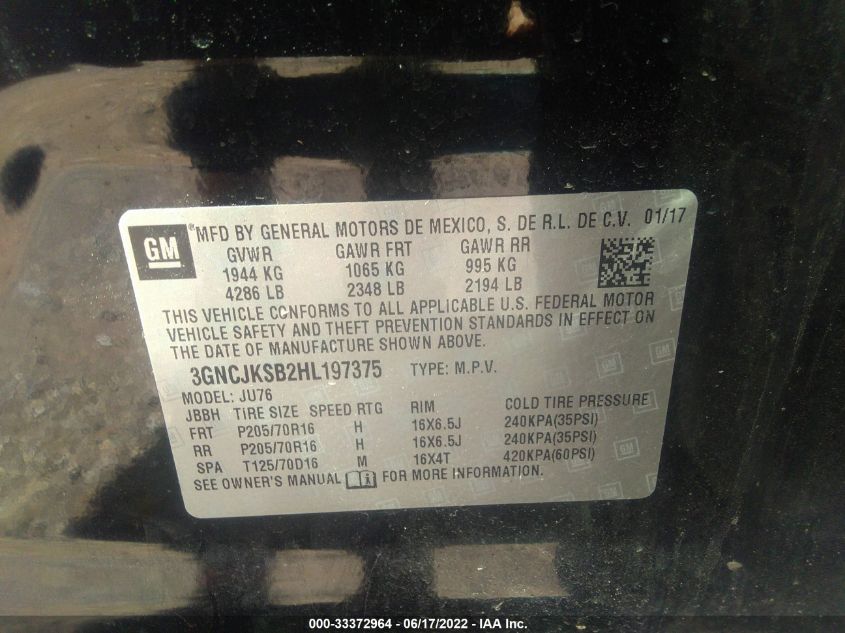 GM
®MFD BY GENERAL MOTORS DE MEXICO, S. DE R.L. DE C.V. 01/17
GVWR GAWR FRT GAWR RR
1944 KG 1065 KG 995 KG
4286 LB 2348 LB 2194 LB
THIS VEHICLE CONFORMS TO ALL APPLICABLE U.S. FEDERAL MOTOR
VEHICLE SAFETY AND THEFT PREVENTION STANDARDS IN EFFECT ON
THE DATE OF MANUFACTURE SHOWN ABOVE.
3GNCJKSB2HL197375 TYPE: M.P.V.
MODEL: JU76
JBBH TIRE SIZE SPEED RTG RIM COLD TIRE PRESSURE
FRT P205/70R16 H 16X6.5J 240KPA(35PSI)
RR P205/70R16 H 16X6.5J 240KPA(35PSI)
SPA T125/70D16 M 16X4T 420KPA(60PSI)
SEE OWNER'S MANUAL FOR MORE INFORMATION.
000-33372964 - 06/17/2022 - IAA Inc.